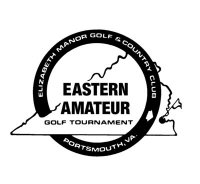 ELIZABETH MANOR GOLF & COUNTRY CLUB
EASTERN
AMATEUR
GOLF TOURNAMENT
PORTSMOUTH, VA.